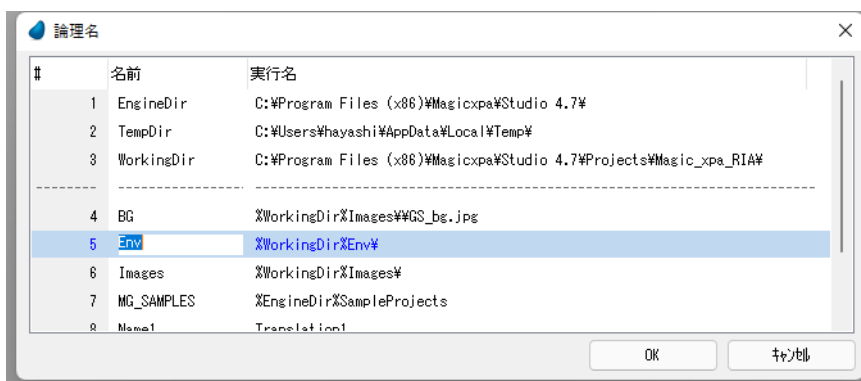 論理名
# 名前 実行名
1 EngineDir C:¥Program Files (x86)¥Magicxpa¥Studio 4.7¥
2 TempDir C:¥Users¥hayashi¥AppData¥Local¥Temp¥
3 WorkingDir C:¥Program Files (x86)¥Magicxpa¥Studio 4.7¥Projects¥Magic_xpa_RIA¥
4 BG %WorkingDir%Images¥¥GS_bg.jpg
5 Env %WorkingDir%Env¥
6 Images %WorkingDir%Images¥
7 MG_SAMPLES %EngineDir%SampleProjects
8 Name1 Translation1
OK キャンセル